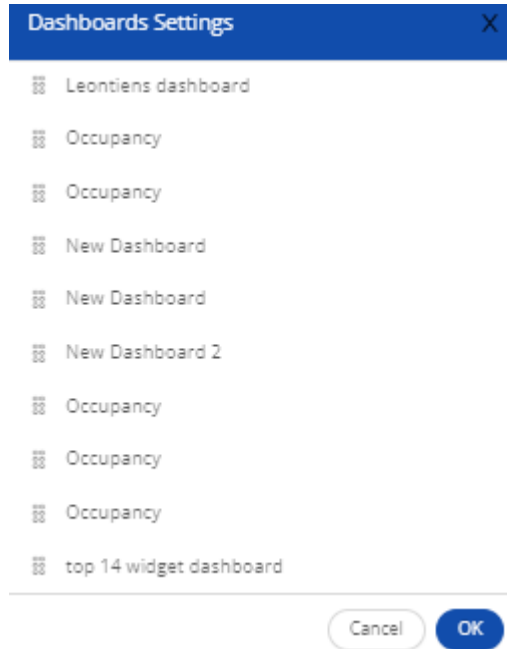 Dashboards Settings X
Leontiens dashboard
Occupancy
Occupancy
New Dashboard
New Dashboard
New Dashboard 2
Occupancy
Occupancy
Occupancy
top 14 widget dashboard
Cancel OK